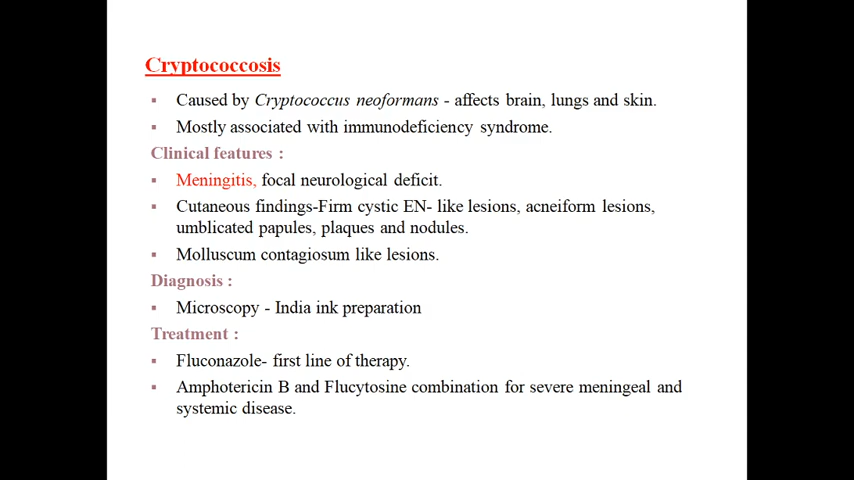 Cryptococcosis
▪ Caused by Cryptococcus neoformans - affects brain, lungs and skin.
▪ Mostly associated with immunodeficiency syndrome.
Clinical features :
▪ Meningitis, focal neurological deficit.
▪ Cutaneous findings-Firm cystic EN- like lesions, acneiform lesions,
umblicated papules, plaques and nodules.
▪ Molluscum contagiosum like lesions.
Diagnosis :
▪ Microscopy - India ink preparation
Treatment :
▪ Fluconazole- first line of therapy.
▪ Amphotericin B and Flucytosine combination for severe meningeal and
systemic disease.